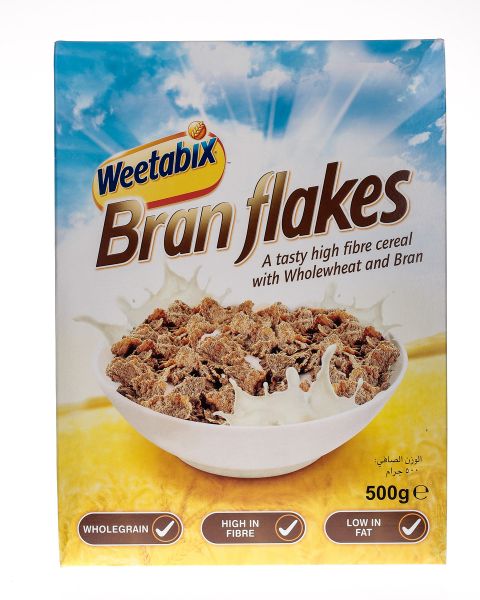 Weetabix
Bran flakes
A tasty high fibre cereal
with Wholewheat and Bran
الوزن الصافي:
٥٠٠ جرام
500g ℮
WHOLEGRAIN
HIGH IN
FIBRE
LOW IN
FAT